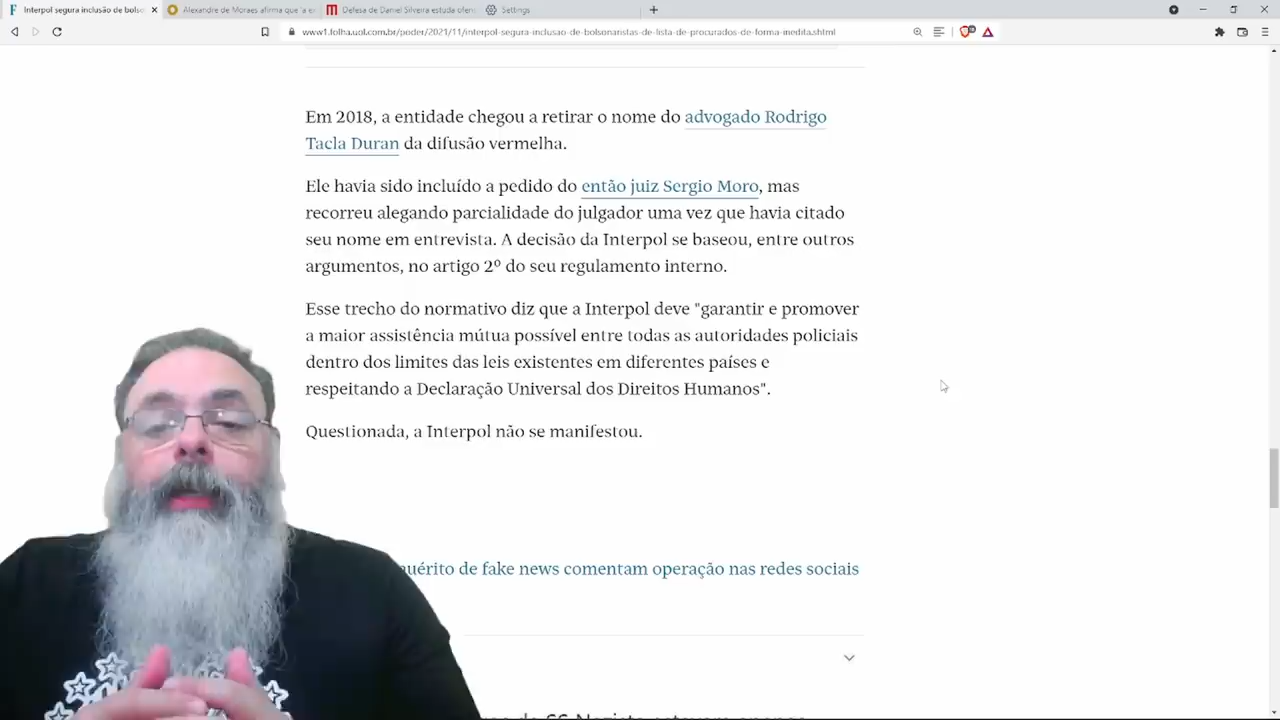 Interpol segura inclusão de bolso
Alexandre de Moraes afirma que 'a e
Defesa de Daniel Silveira estuda
Settings
www1.folha.uol.com.br/poder/2021/11/interpol-segura-inclusao-de-bolsonaristas-de-lista-de-procurados-de-forma-inedita.shtml
Em 2018, a entidade chegou a retirar o nome do advogado Rodrigo
Tacla Duran da difusão vermelha.
Ele havia sido incluído a pedido do então juiz Sergio Moro, mas
recorreu alegando parcialidade do julgador uma vez que havia citado
seu nome em entrevista. A decisão da Interpol se baseou, entre outros
argumentos, no artigo 2º do seu regulamento interno.
Esse trecho do normativo diz que a Interpol deve "garantir e promover
a maior assistência mútua possível entre todas as autoridades policiais
dentro dos limites das leis existentes em diferentes países e
respeitando a Declaração Universal dos Direitos Humanos".
Questionada, a Interpol não se manifestou.
uérito de fake news comentam operação nas redes sociais